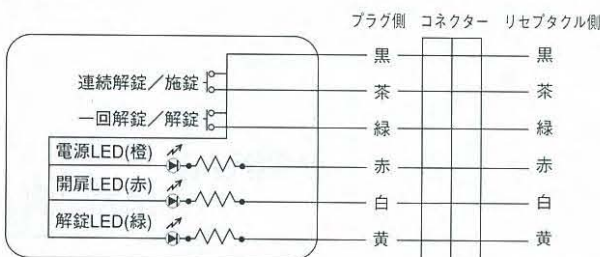 プラグ側 コネクター リセプタクル側
黒 黒
連続解錠／施錠
茶 茶
一回解錠／解錠
緑 緑
電源LED(橙)
赤 赤
開扉LED(赤)
白 白
解錠LED(緑)
黄 黄